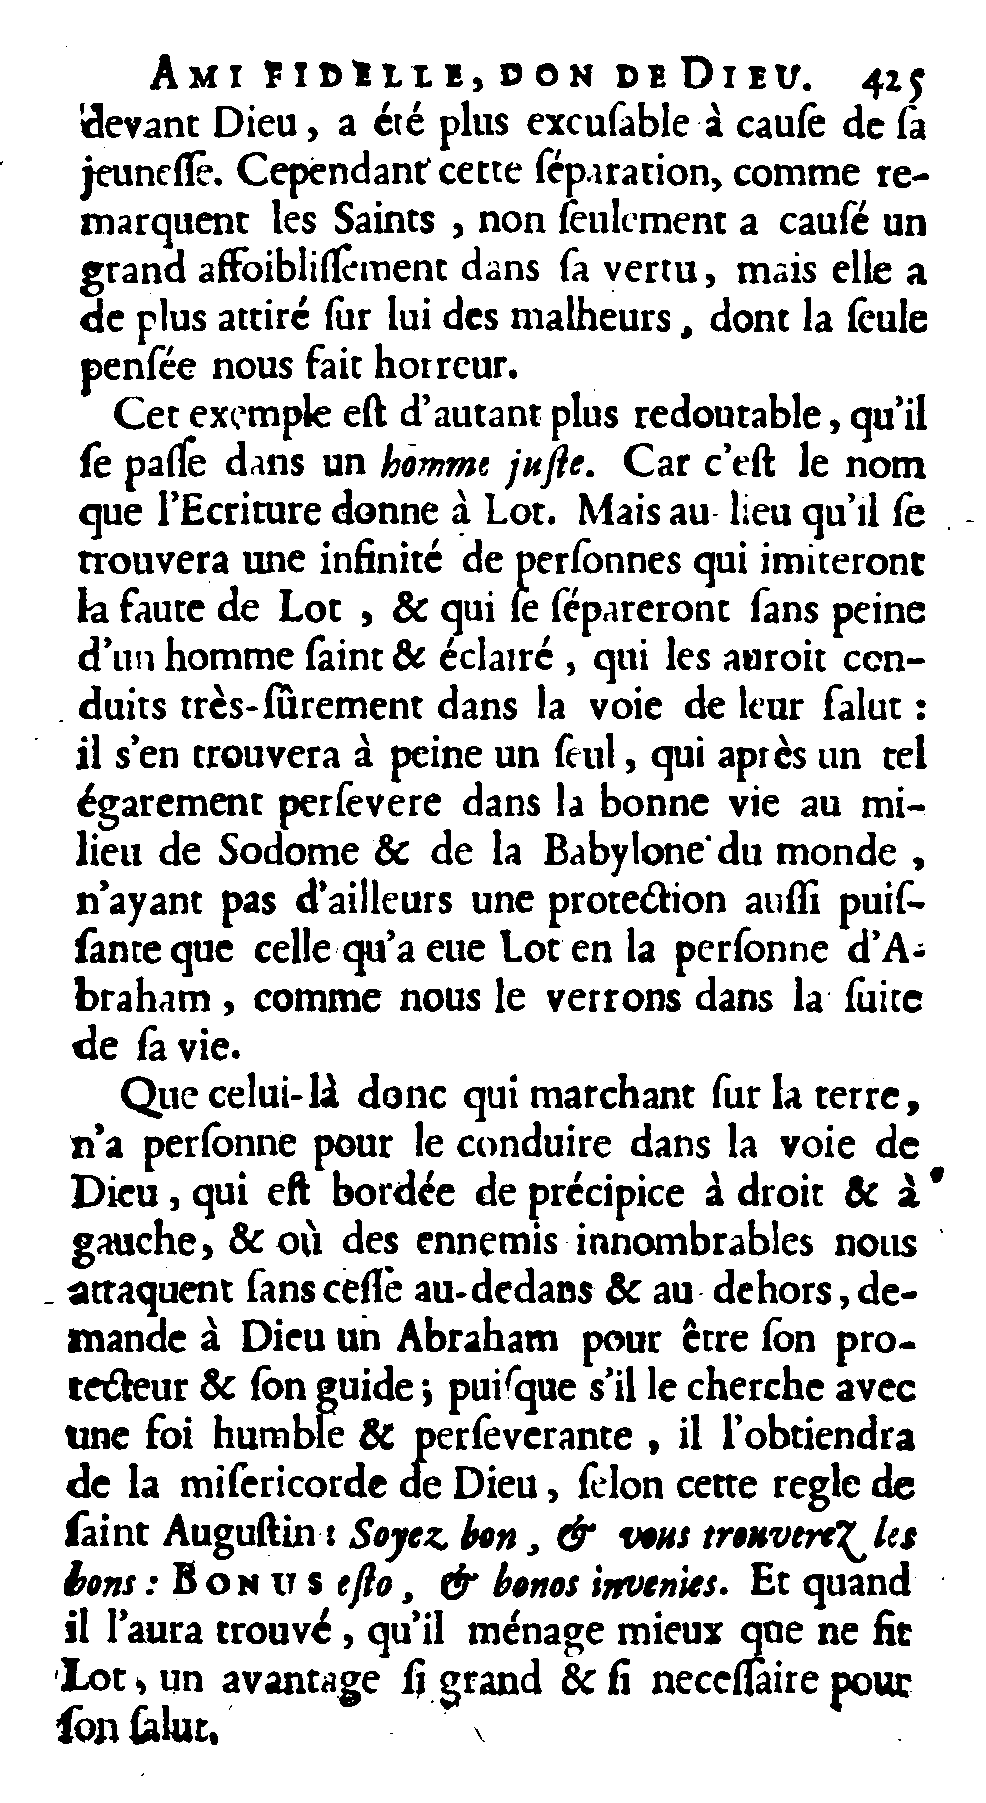 AMI FIDELLE, DON DE DIEU. 425
devant Dieu, a été plus excuſable à cauſe de ſa
jeuneſſe. Cependant cette ſéparation, comme re-
marquent les Saints, non ſeulement a cauſé un
grand affoibliſſement dans ſa vertu, mais elle a
de plus attiré ſur lui des malheurs, dont la ſeule
penſée nous fait horreur.
Cet exemple eſt d'autant plus redoutable, qu'il
ſe paſſe dans un homme juſte. Car c'eſt le nom
que l'Ecriture donne à Lot. Mais au lieu qu'il ſe
trouvera une infinité de perſonnes qui imiteront
la faute de Lot, & qui ſe ſépareront ſans peine
d'un homme ſaint & éclairé, qui les auroit con-
duits très-ſûrement dans la voie de leur ſalut :
il s'en trouvera à peine un ſeul, qui après un tel
égarement perſevere dans la bonne vie au mi-
lieu de Sodome & de la Babylone du monde,
n'ayant pas d'ailleurs une protection auſſi puiſ-
ſante que celle qu'a eue Lot en la perſonne d'A-
braham, comme nous le verrons dans la ſuite
de ſa vie.
Que celui-là donc qui marchant ſur la terre,
n'a perſonne pour le conduire dans la voie de
Dieu, qui eſt bordée de précipice à droit & à
gauche, & où des ennemis innombrables nous
attaquent ſans ceſſe au-dedans & au dehors, de-
mande à Dieu un Abraham pour être ſon pro-
tecteur & ſon guide; puiſque s'il le cherche avec
une foi humble & perſeverante, il l'obtiendra
de la miſericorde de Dieu, ſelon cette regle de
ſaint Auguſtin : Soyez bon, & vous trouverez les
bons : BONUS eſto, & bonos invenies. Et quand
il l'aura trouvé, qu'il ménage mieux que ne fit
Lot, un avantage ſi grand & ſi neceſſaire pour
ſon ſalut.